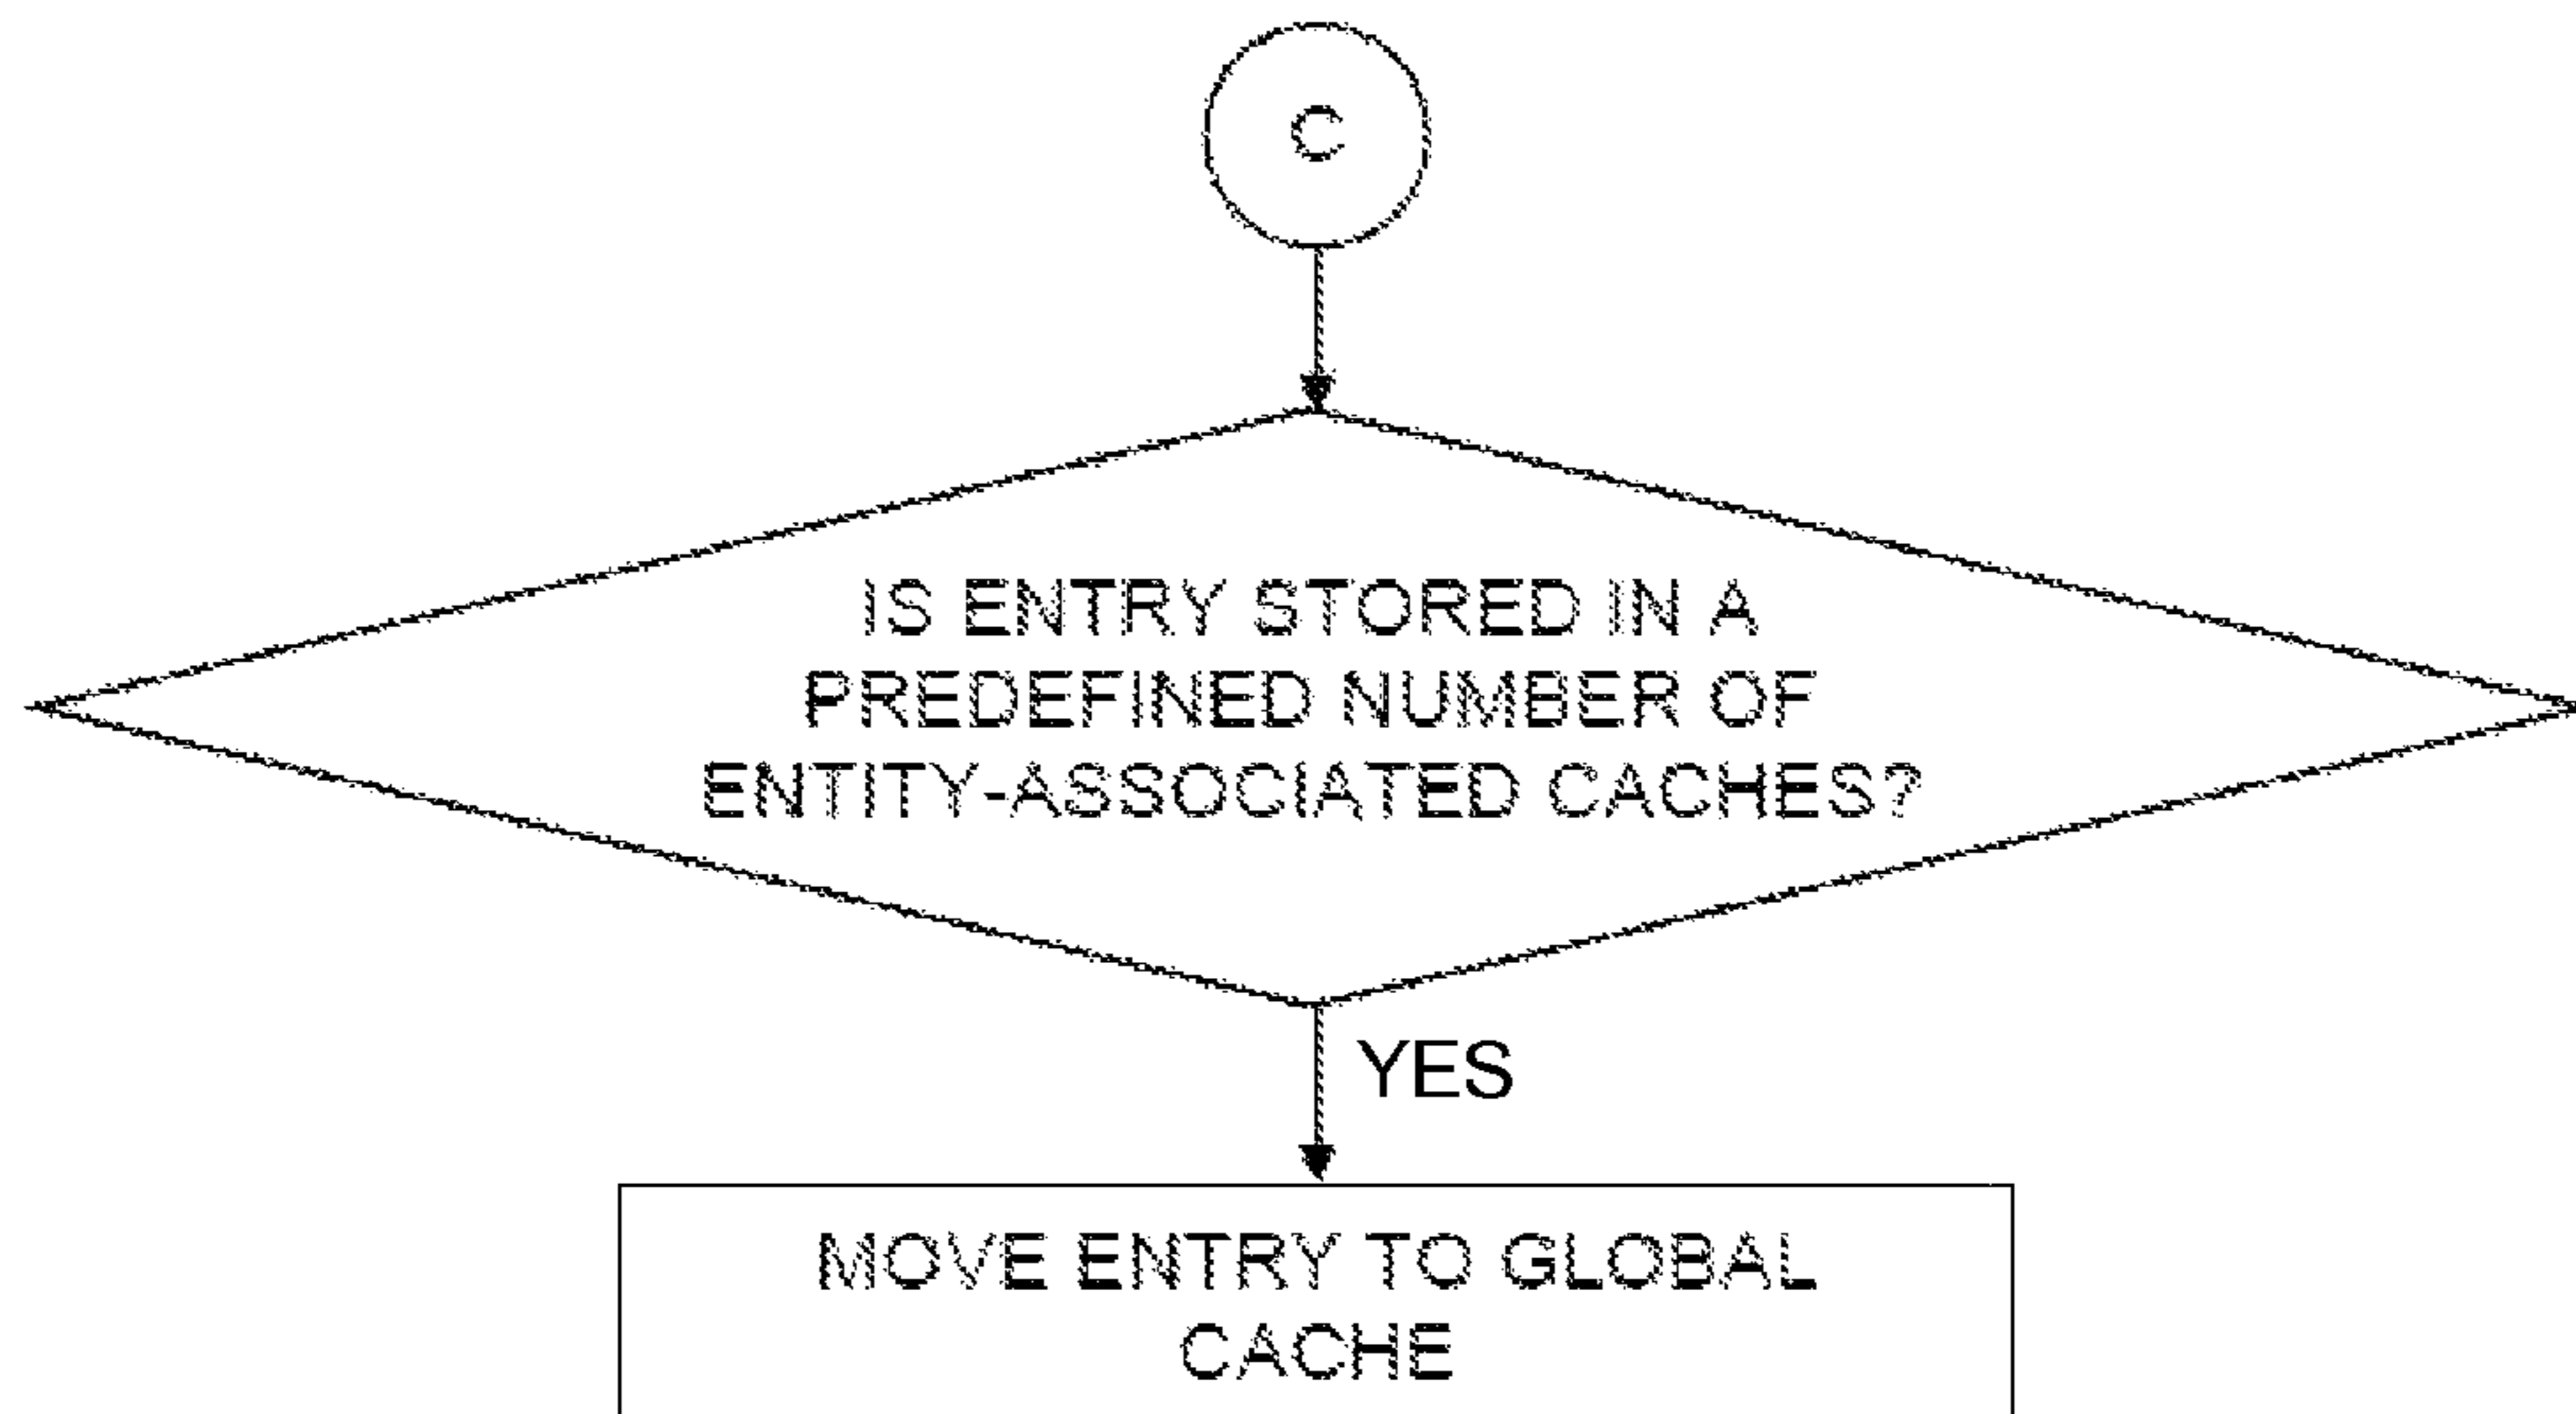 C
IS ENTRY STORED IN A
PREDEFINED NUMBER OF
ENTITY-ASSOCIATED CACHES?
YES
MOVE ENTRY TO GLOBAL
CACHE